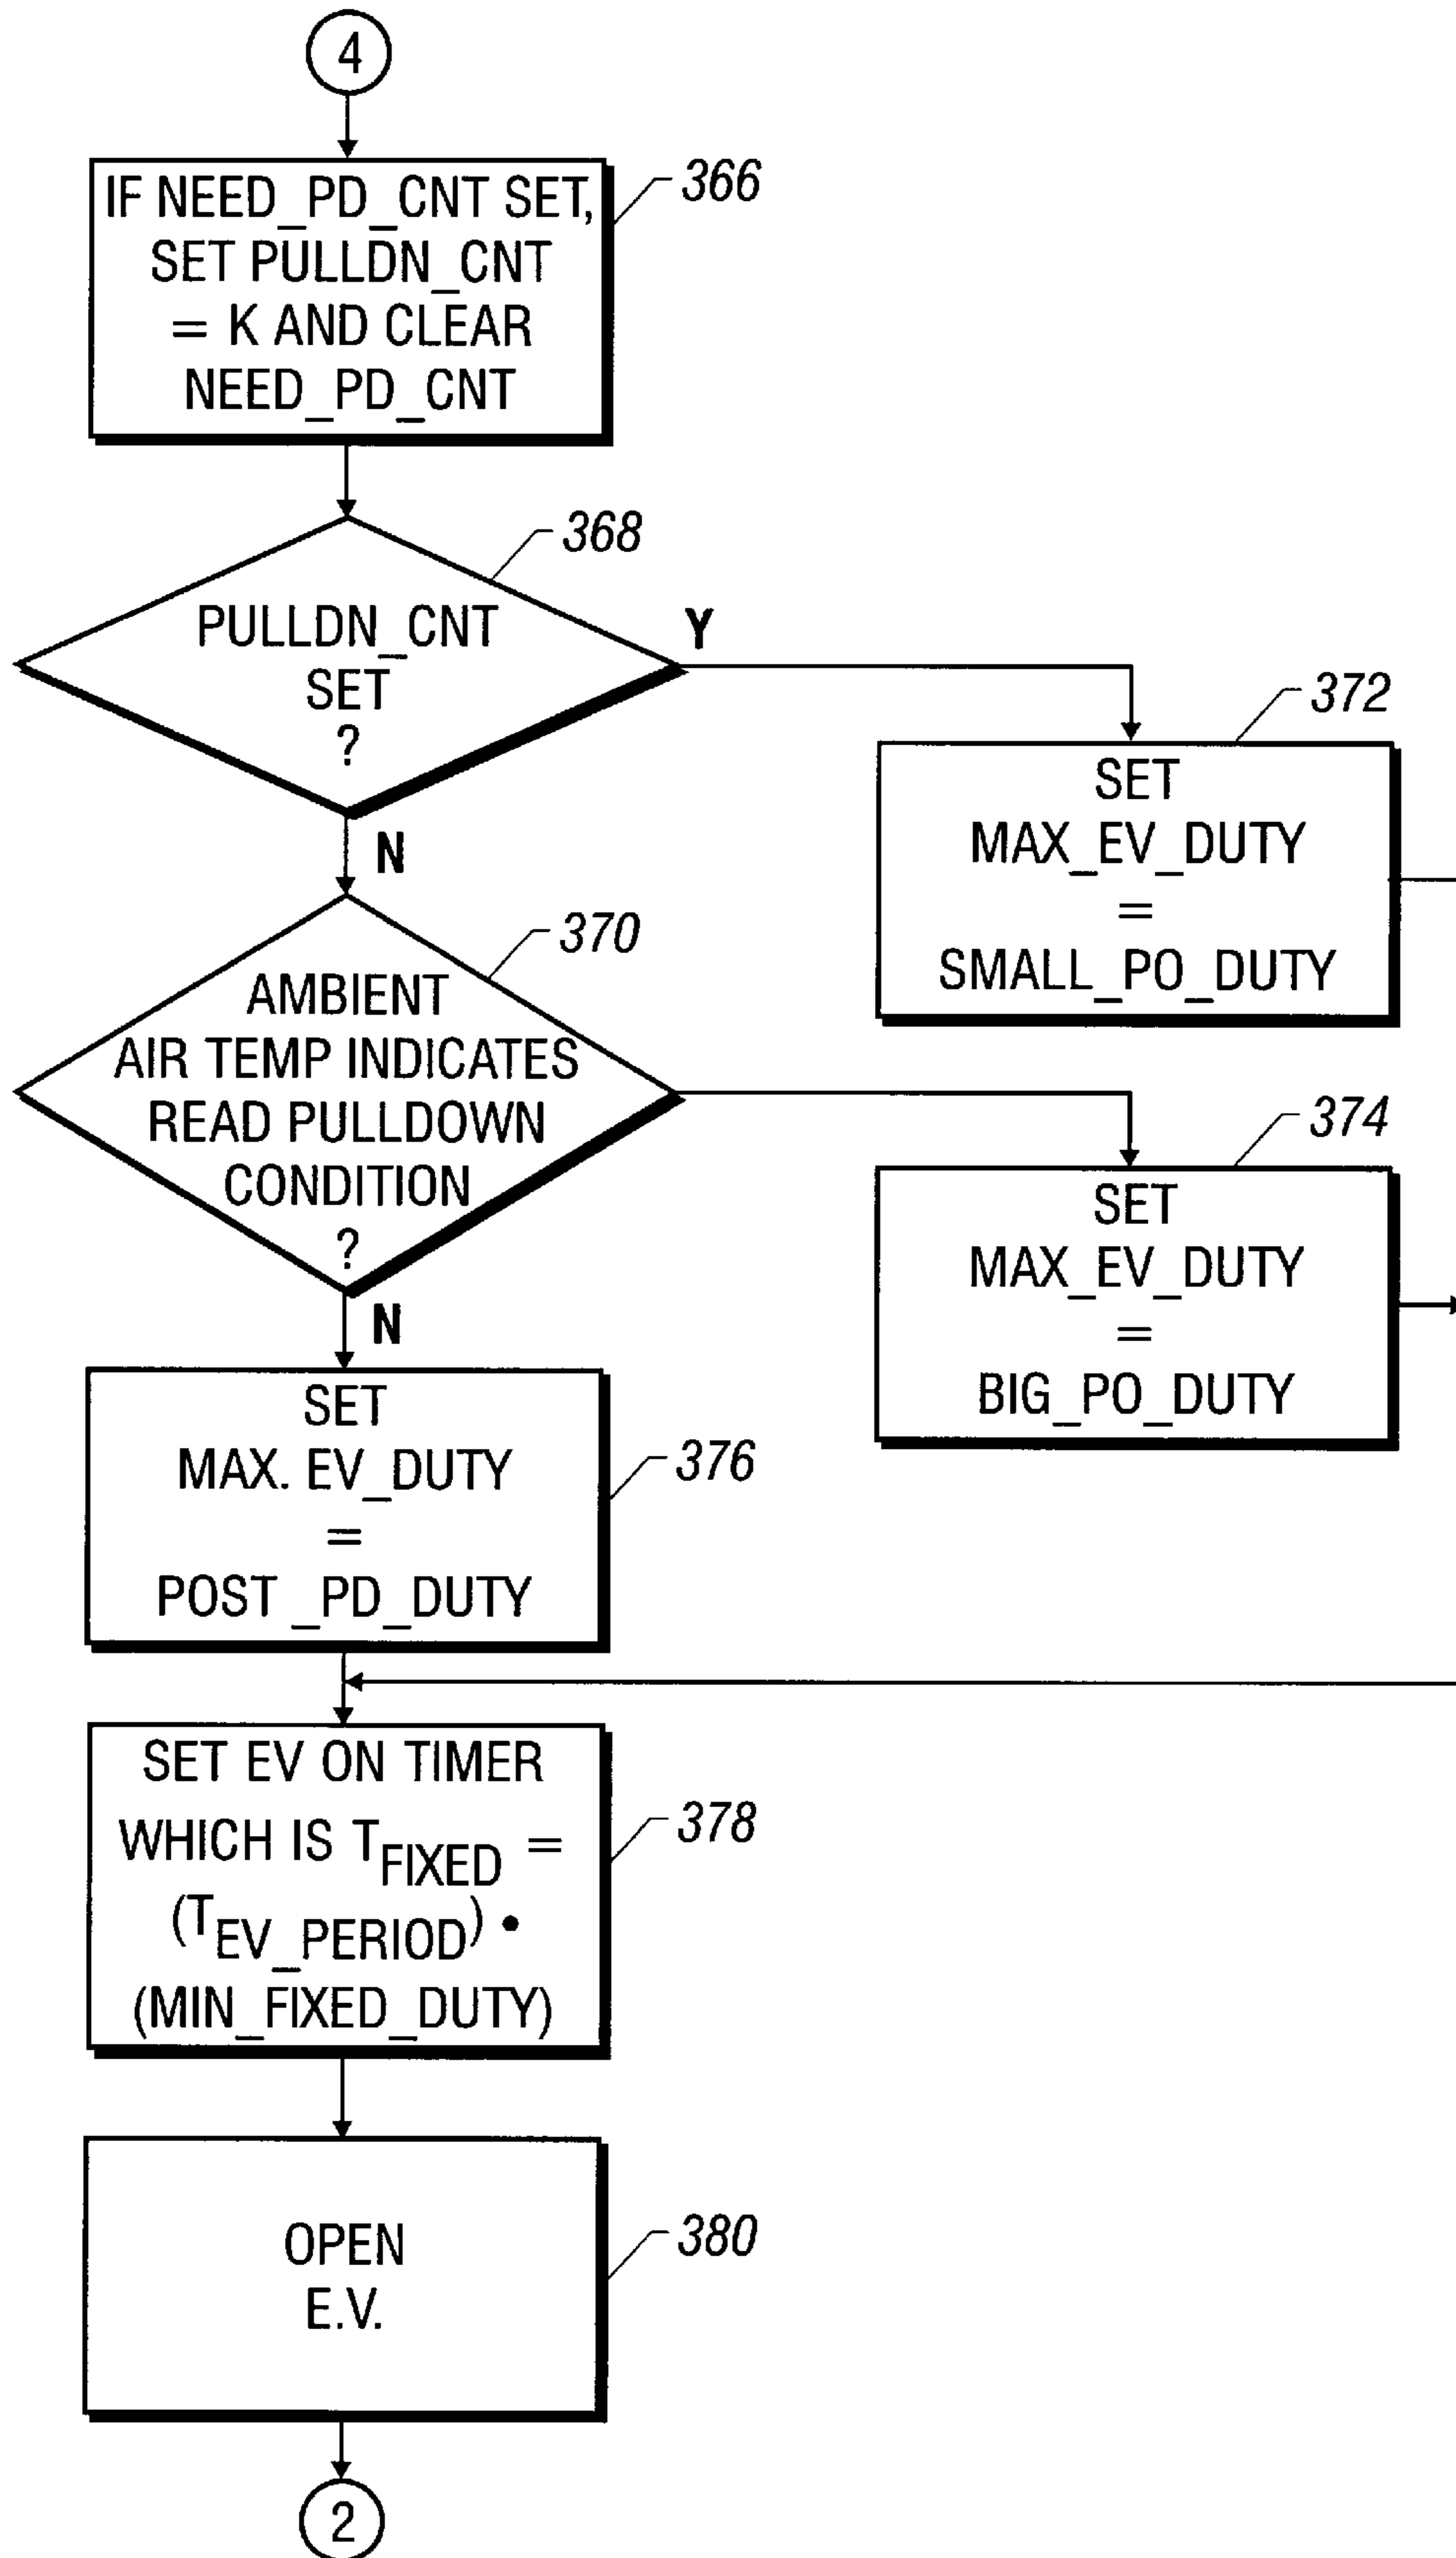 4
IF NEED_PD_CNT SET,
SET PULLDN_CNT
= K AND CLEAR
NEED_PD_CNT
366
PULLDN_CNT
SET
?
368
Y
N
SET
MAX_EV_DUTY
=
SMALL_PO_DUTY
372
AMBIENT
AIR TEMP INDICATES
READ PULLDOWN
CONDITION
?
370
N
SET
MAX_EV_DUTY
=
BIG_PO_DUTY
374
SET
MAX. EV_DUTY
=
POST _PD_DUTY
376
SET EV ON TIMER
WHICH IS TFIXED =
(TEV_PERIOD) •
(MIN_FIXED_DUTY)
378
OPEN
E.V.
380
2